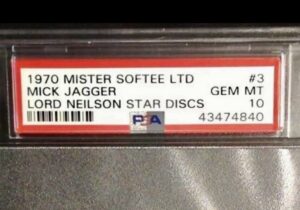 1970 MISTER SOFTEE LTD #3
MICK JAGGER GEM MT
LORD NEILSON STAR DISCS 10
PSA 43474840